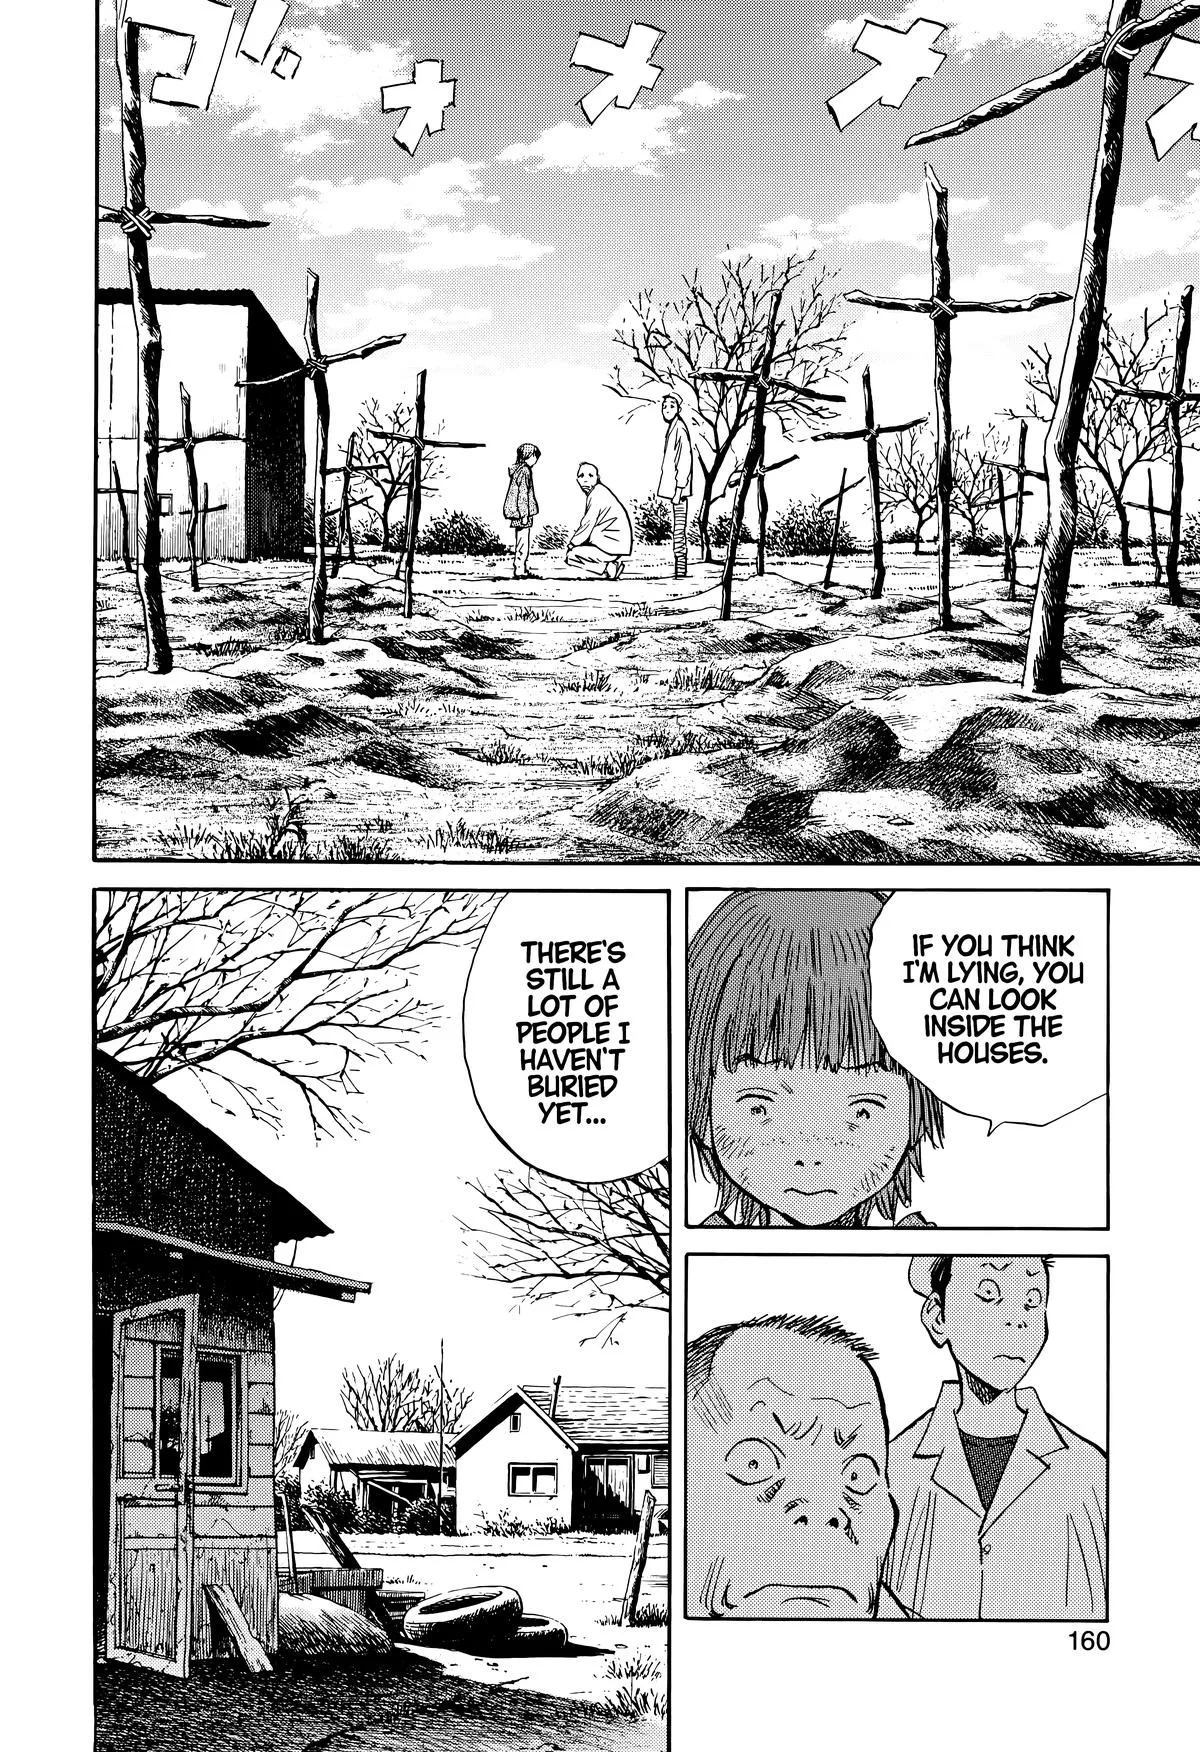 ゴオオオ
IF YOU THINK
I'M LYING, YOU
CAN LOOK
INSIDE THE
HOUSES.
THERE'S
STILL A
LOT OF
PEOPLE I
HAVEN'T
BURIED
YET...
160